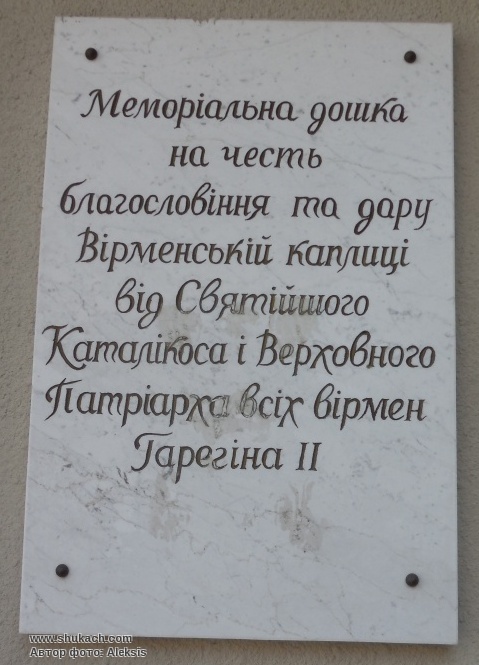 Меморіальна дошка
на честь
благословіння та дару
Вірменській каплиці
від Святійшого
Каталікоса і Верховного
Патріарха всіх вірмен
Гарегіна II
www.shukach.com
Автор фото: Aleksis